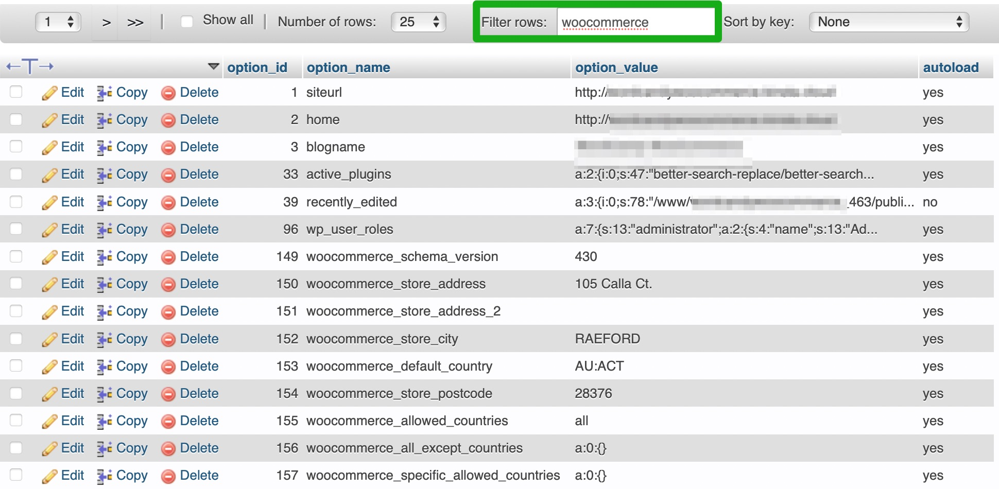 1 > >> | Show all | Number of rows: 25 Filter rows: woocommerce Sort by key: None
←T→ option_id option_name option_value autoload
Edit Copy Delete 1 siteurl http:// yes
Edit Copy Delete 2 home http:// yes
Edit Copy Delete 3 blogname yes
Edit Copy Delete 33 active_plugins a:2:{i:0;s:47:"better-search-replace/better-search... yes
Edit Copy Delete 39 recently_edited a:3:{i:0;s:78:"/www/ _463/publi... no
Edit Copy Delete 96 wp_user_roles a:7:{s:13:"administrator";a:2:{s:4:"name";s:13:"Ad... yes
Edit Copy Delete 149 woocommerce_schema_version 430 yes
Edit Copy Delete 150 woocommerce_store_address 105 Calla Ct. yes
Edit Copy Delete 151 woocommerce_store_address_2 yes
Edit Copy Delete 152 woocommerce_store_city RAEFORD yes
Edit Copy Delete 153 woocommerce_default_country AU:ACT yes
Edit Copy Delete 154 woocommerce_store_postcode 28376 yes
Edit Copy Delete 155 woocommerce_allowed_countries all yes
Edit Copy Delete 156 woocommerce_all_except_countries a:0:{} yes
Edit Copy Delete 157 woocommerce_specific_allowed_countries a:0:{} yes